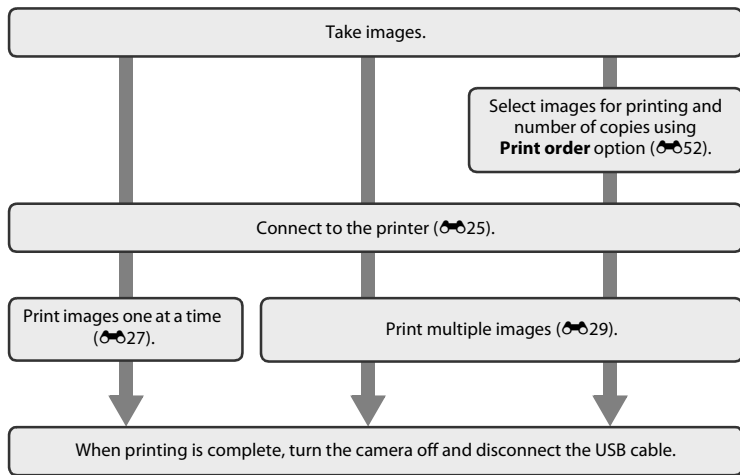 Take images.
Select images for printing and
number of copies using
Print order option (52).
Connect to the printer (25).
Print images one at a time
(27).
Print multiple images (29).
When printing is complete, turn the camera off and disconnect the USB cable.